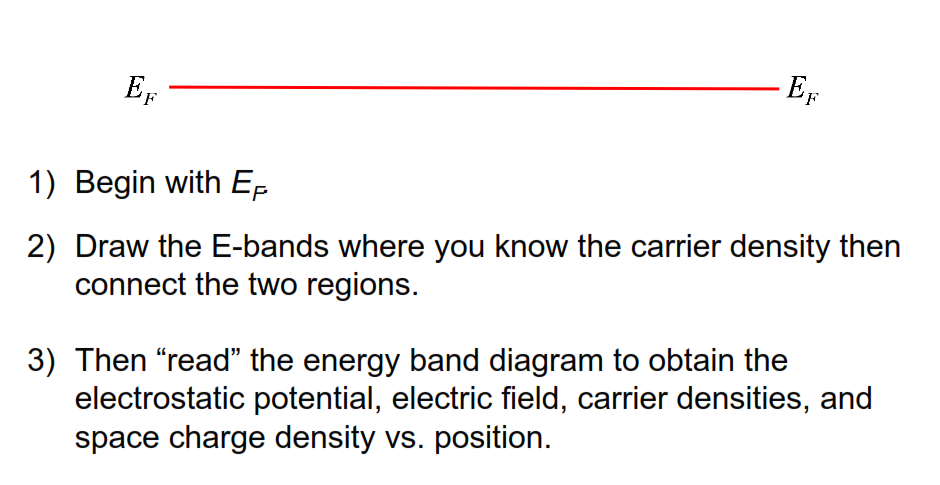 E_F E_F
1) Begin with E_F.
2) Draw the E-bands where you know the carrier density then
connect the two regions.
3) Then “read” the energy band diagram to obtain the
electrostatic potential, electric field, carrier densities, and
space charge density vs. position.